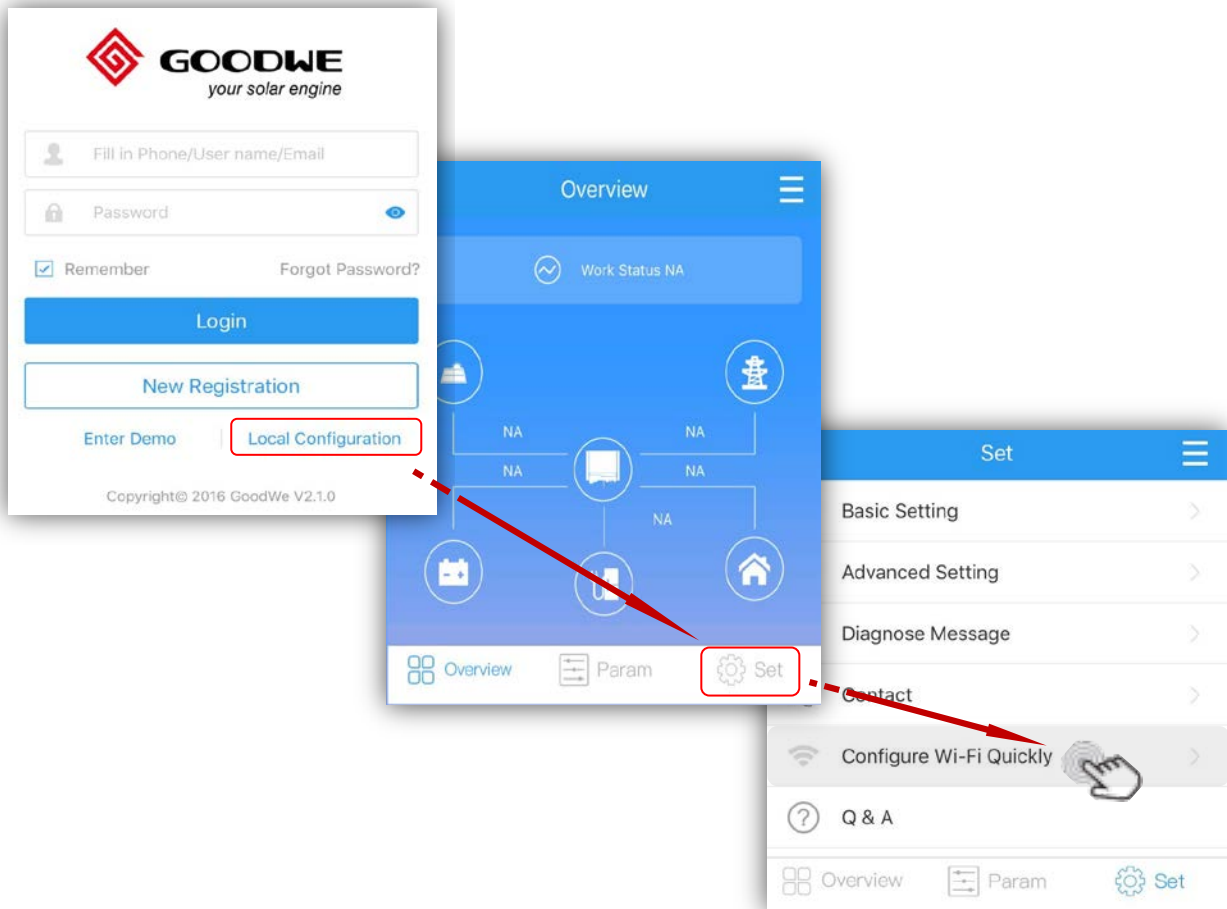 GOODWE
your solar engine
Fill in Phone/User name/Email
Password
Remember Forgot Password?
Login
New Registration
Enter Demo Local Configuration
Copyright© 2016 GoodWe V2.1.0
Overview
Work Status NA
NA NA
NA NA
NA
Overview Param Set
Set
Basic Setting
Advanced Setting
Diagnose Message
Contact
Configure Wi-Fi Quickly
Q & A
Overview Param Set